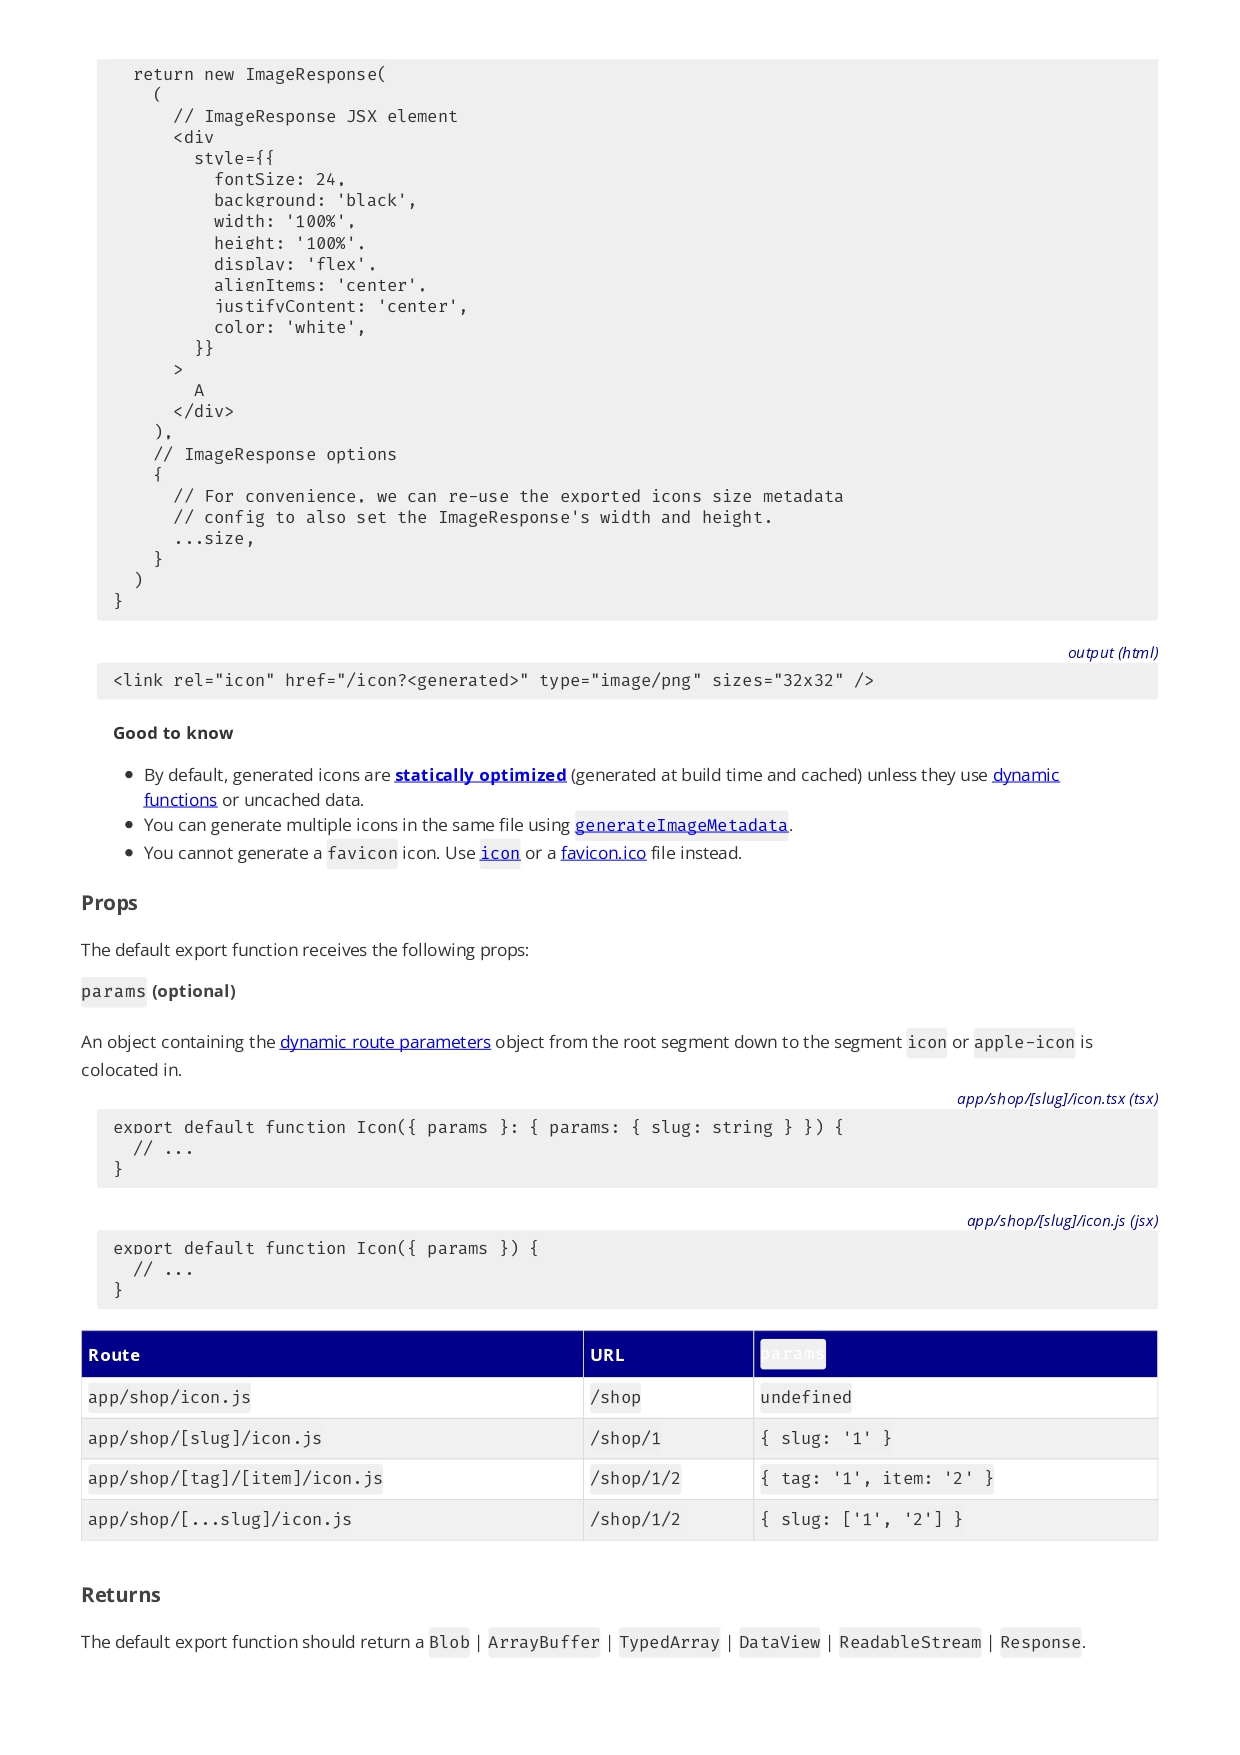 return new ImageResponse(
    (
      // ImageResponse JSX element
      <div
        style={{
          fontSize: 24,
          background: 'black',
          width: '100%',
          height: '100%',
          display: 'flex',
          alignItems: 'center',
          justifyContent: 'center',
          color: 'white',
        }}
      >
        A
      </div>
    ),
    // ImageResponse options
    {
      // For convenience, we can re-use the exported icons size metadata
      // config to also set the ImageResponse's width and height.
      ...size,
    }
  )
}
output (html)
<link rel="icon" href="/icon?<generated>" type="image/png" sizes="32x32" />
Good to know
• By default, generated icons are statically optimized (generated at build time and cached) unless they use dynamic
functions or uncached data.
• You can generate multiple icons in the same file using generateImageMetadata.
• You cannot generate a favicon icon. Use icon or a favicon.ico file instead.
Props
The default export function receives the following props:
params (optional)
An object containing the dynamic route parameters object from the root segment down to the segment icon or apple-icon is
colocated in.
app/shop/[slug]/icon.tsx (tsx)
export default function Icon({ params }: { params: { slug: string } }) {
  // ...
}
app/shop/[slug]/icon.js (jsx)
export default function Icon({ params }) {
  // ...
}
Route URL params
app/shop/icon.js /shop undefined
app/shop/[slug]/icon.js /shop/1 { slug: '1' }
app/shop/[tag]/[item]/icon.js /shop/1/2 { tag: '1', item: '2' }
app/shop/[...slug]/icon.js /shop/1/2 { slug: ['1', '2'] }
Returns
The default export function should return a Blob | ArrayBuffer | TypedArray | DataView | ReadableStream | Response.